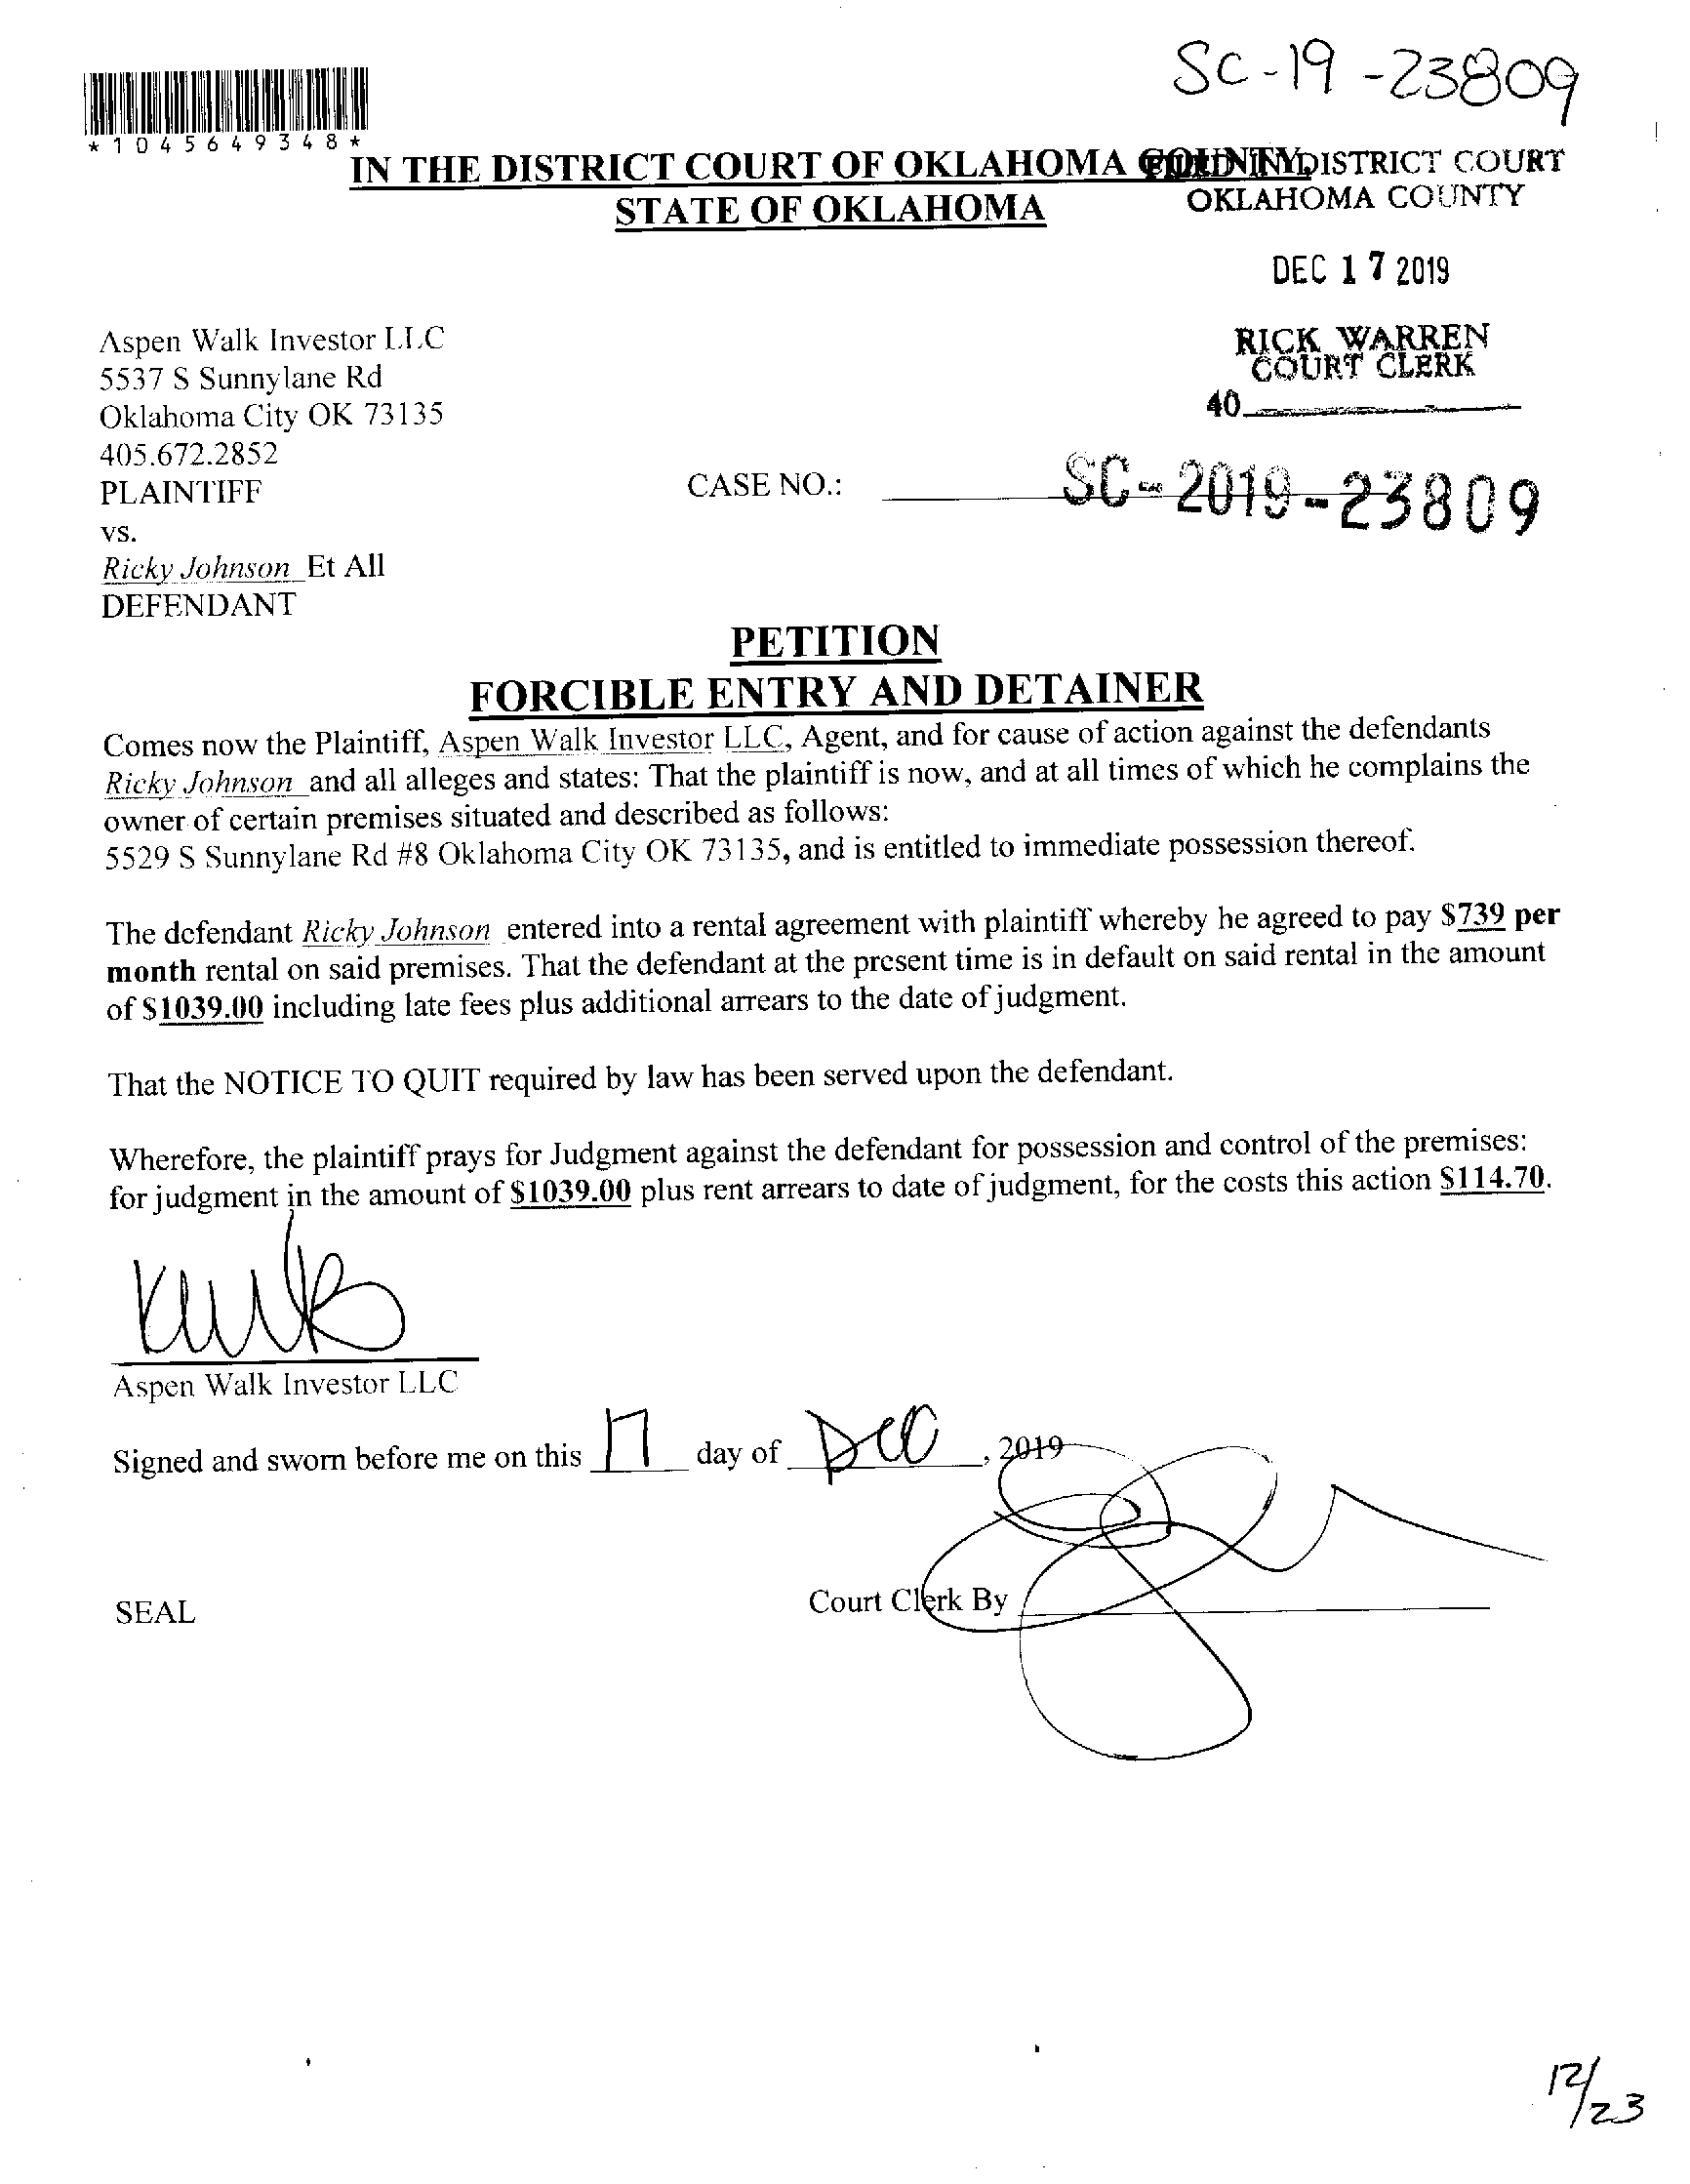 SC-19-23809
*1045649348*
IN THE DISTRICT COURT OF OKLAHOMA COUNTY
STATE OF OKLAHOMA
FILED IN DISTRICT COURT
OKLAHOMA COUNTY
DEC 17 2019
RICK WARREN
COURT CLERK
40
Aspen Walk Investor LLC
5537 S Sunnylane Rd
Oklahoma City OK 73135
405.672.2852
PLAINTIFF
CASE NO.: SC-2019-23809
vs.
Ricky Johnson Et All
DEFENDANT
PETITION
FORCIBLE ENTRY AND DETAINER
Comes now the Plaintiff, Aspen Walk Investor LLC, Agent, and for cause of action against the defendants
Ricky Johnson and all alleges and states: That the plaintiff is now, and at all times of which he complains the
owner of certain premises situated and described as follows:
5529 S Sunnylane Rd #8 Oklahoma City OK 73135, and is entitled to immediate possession thereof.
The defendant Ricky Johnson entered into a rental agreement with plaintiff whereby he agreed to pay $739 per
month rental on said premises. That the defendant at the present time is in default on said rental in the amount
of $1039.00 including late fees plus additional arrears to the date of judgment.
That the NOTICE TO QUIT required by law has been served upon the defendant.
Wherefore, the plaintiff prays for Judgment against the defendant for possession and control of the premises:
for judgment in the amount of $1039.00 plus rent arrears to date of judgment, for the costs this action $114.70.
Aspen Walk Investor LLC
Signed and sworn before me on this 17 day of Dec, 2019
SEAL
Court Clerk By
12/23